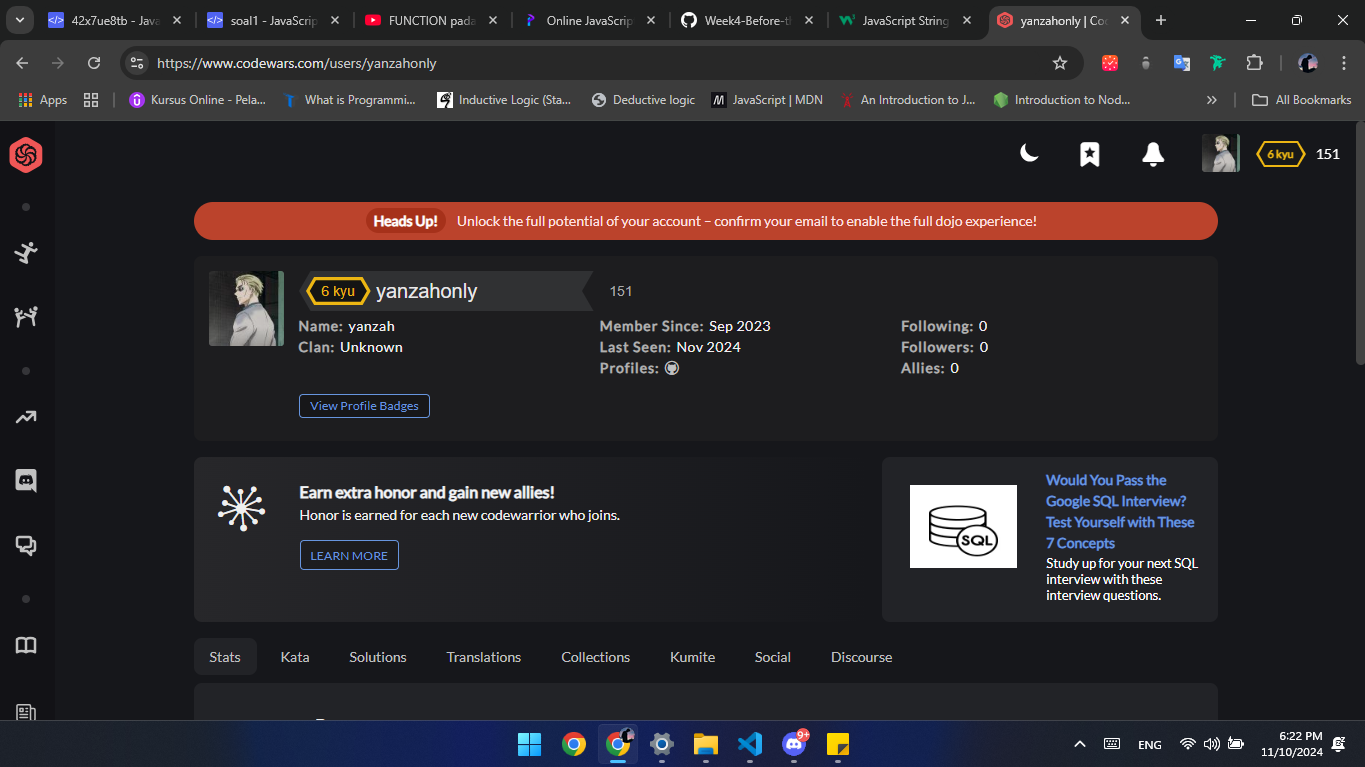 42x7ue8tb - Java
soal1 - JavaScrip
FUNCTION pada
Online JavaScrip
Week4-Before-th
JavaScript String
yanzahonly | Co
https://www.codewars.com/users/yanzahonly
Apps
Kursus Online - Pela...
What is Programmi...
Inductive Logic (Sta...
Deductive logic
JavaScript | MDN
An Introduction to J...
Introduction to Nod...
All Bookmarks
6 kyu
151
Heads Up! Unlock the full potential of your account – confirm your email to enable the full dojo experience!
6 kyu yanzahonly 151
Name: yanzah
Clan: Unknown
Member Since: Sep 2023
Last Seen: Nov 2024
Profiles:
Following: 0
Followers: 0
Allies: 0
View Profile Badges
Earn extra honor and gain new allies!
Honor is earned for each new codewarrior who joins.
LEARN MORE
SQL
Would You Pass the
Google SQL Interview?
Test Yourself with These
7 Concepts
Study up for your next SQL
interview with these
interview questions.
Stats Kata Solutions Translations Collections Kumite Social Discourse
9+
ENG
6:22 PM
11/10/2024